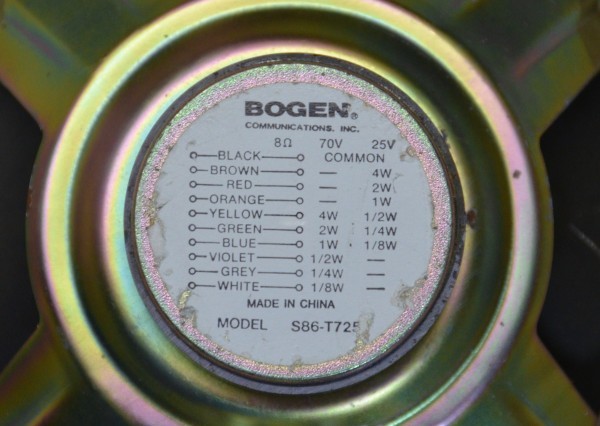 BOGEN®
COMMUNICATIONS, INC.
8Ω 70V 25V
BLACK COMMON
BROWN — 4W
RED — 2W
ORANGE — 1W
YELLOW 4W 1/2W
GREEN 2W 1/4W
BLUE 1W 1/8W
VIOLET 1/2W —
GREY 1/4W —
WHITE 1/8W —
MADE IN CHINA
MODEL S86-T725